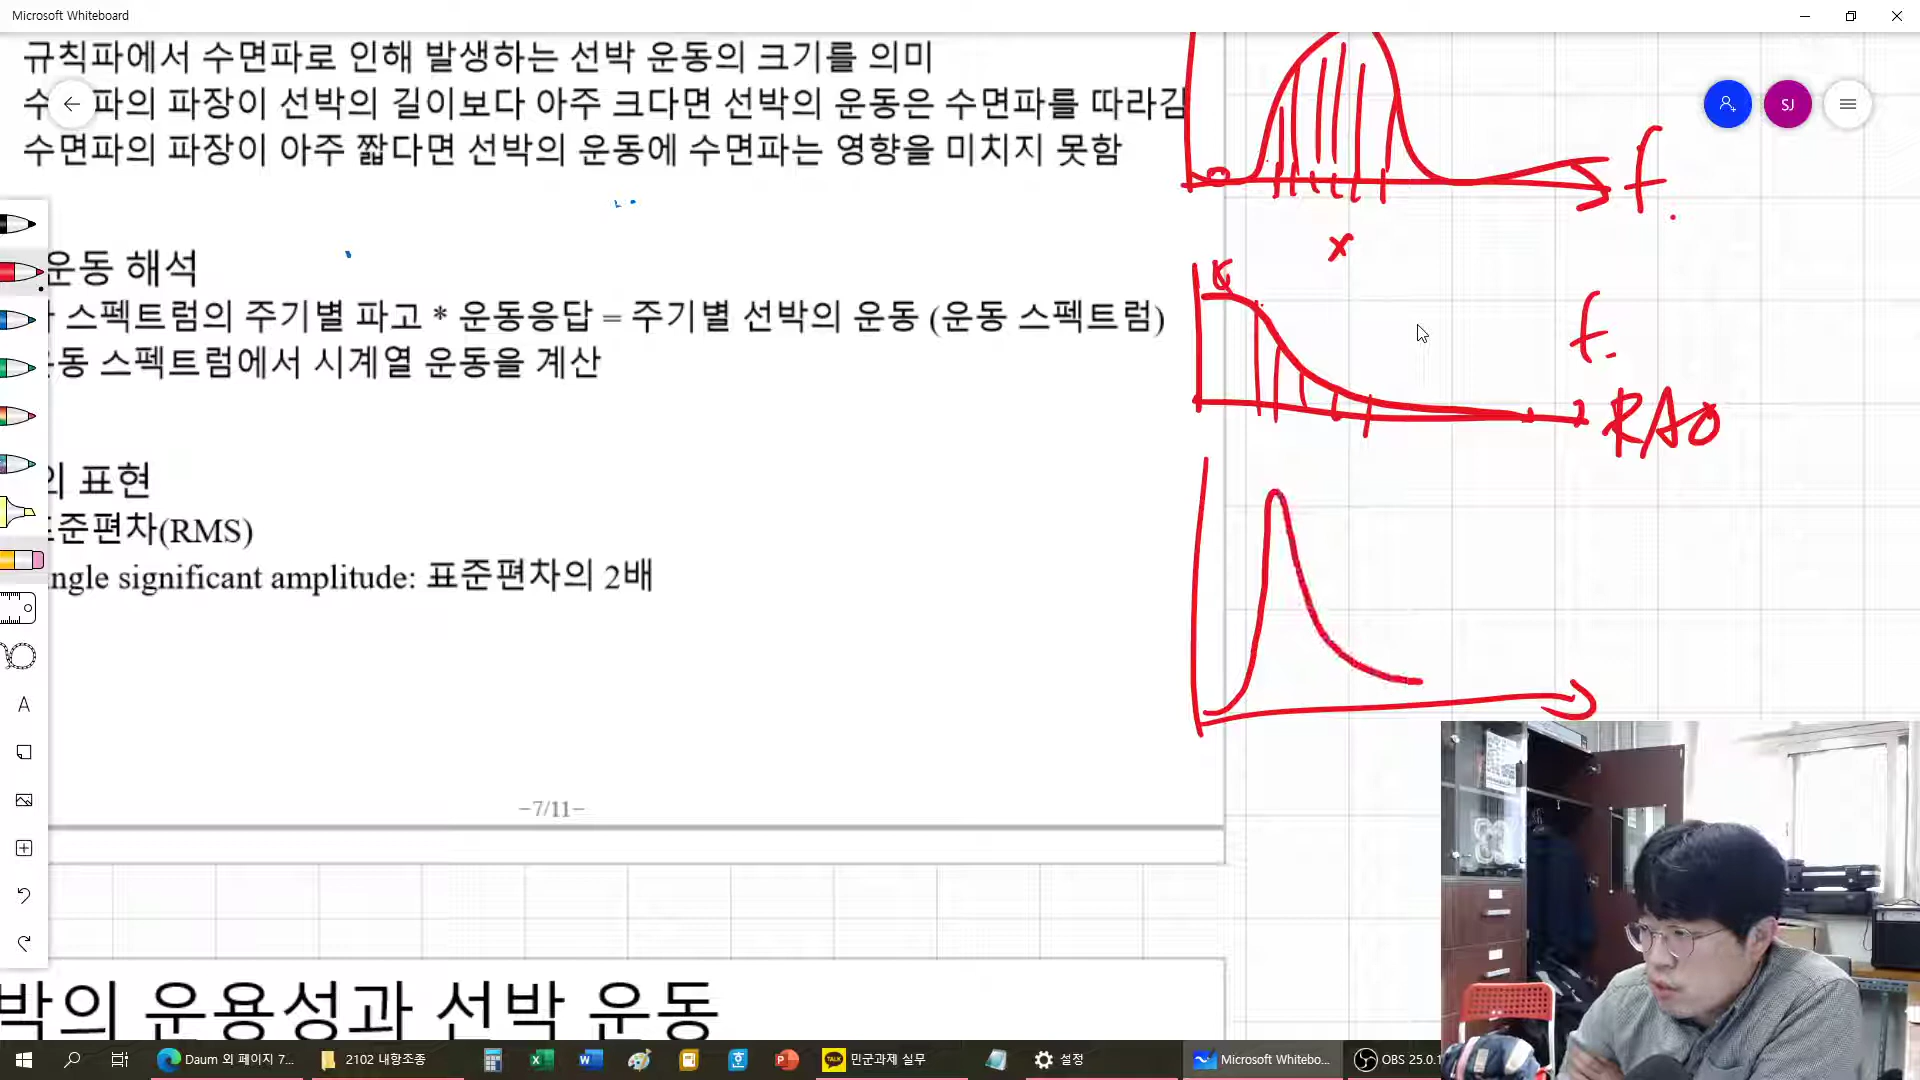 Microsoft Whiteboard
규칙파에서 수면파로 인해 발생하는 선박 운동의 크기를 의미
파의 파장이 선박의 길이보다 아주 크다면 선박의 운동은 수면파를 따라감
수면파의 파장이 아주 짧다면 선박의 운동에 수면파는 영향을 미치지 못함
SJ
f.
x
운동 해석
스펙트럼의 주기별 파고 * 운동응답 = 주기별 선박의 운동 (운동 스펙트럼)
스펙트럼에서 시계열 운동을 계산
f.
RAO
의 표현
준편차(RMS)
ngle significant amplitude: 표준편차의 2배
A
−7/11−
박의 운용성과 선박 운동
Daum 외 페이지 7...
2102 내항조종
민군과제 실무
설정
Microsoft Whitebo...
OBS 25.0.1